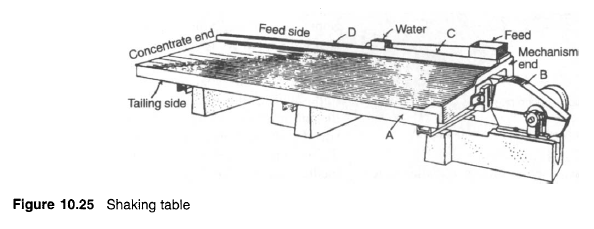 Feed side
D
Water
C
Feed
Concentrate end
Mechanism
end
B
Tailing side
A
Figure 10.25 Shaking table